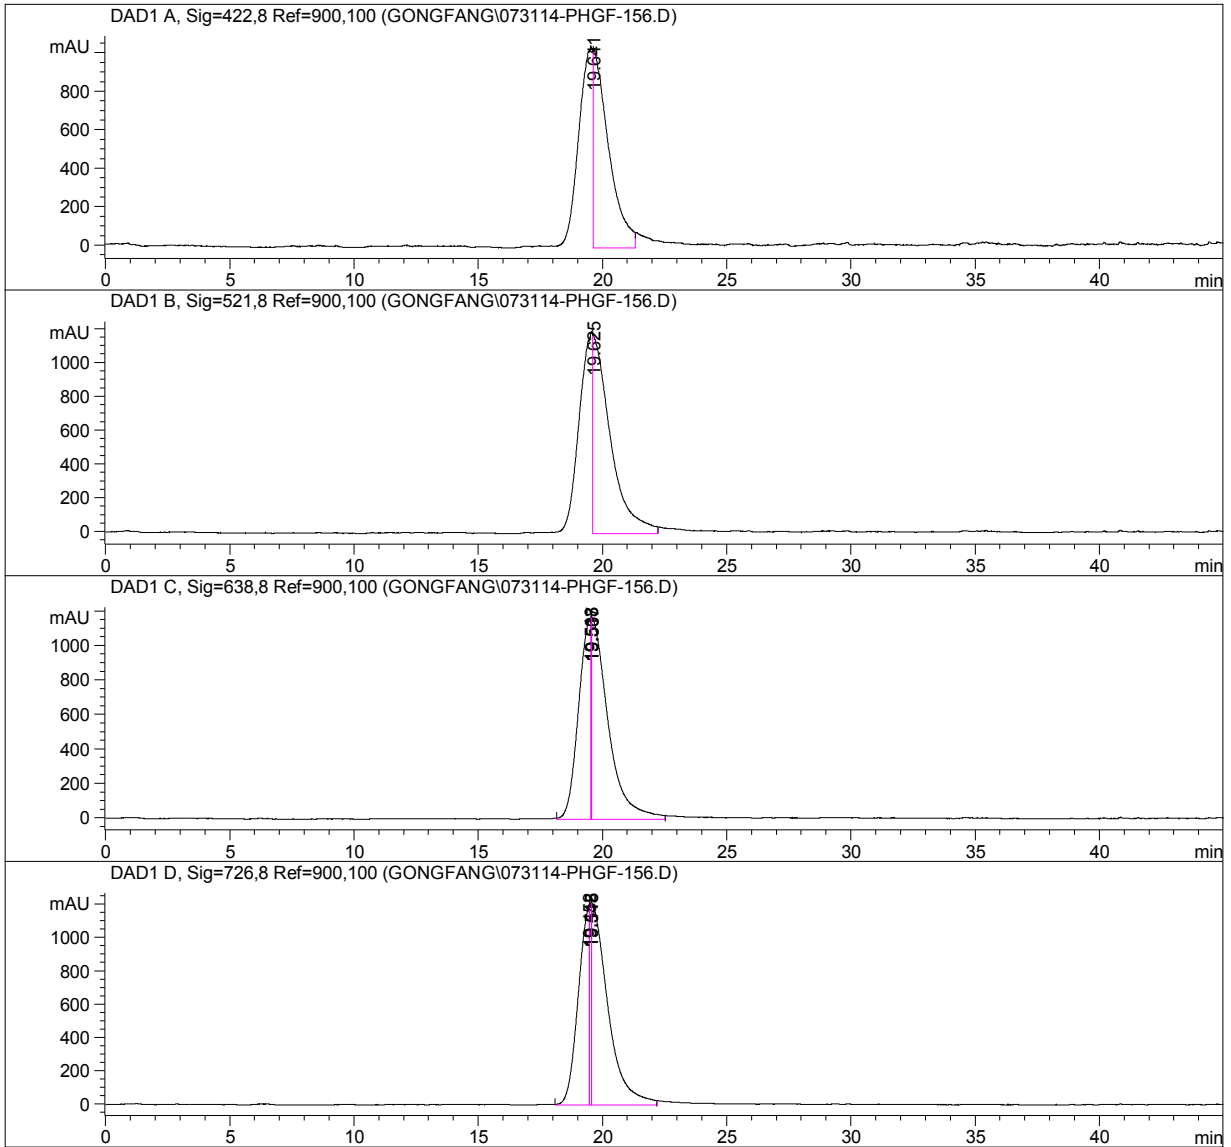 DAD1 A, Sig=422,8 Ref=900,100 (GONGFANG\073114-PHGF-156.D)
mAU
19.641
800
600
400
200
0
0 5 10 15 20 25 30 35 40 min
DAD1 B, Sig=521,8 Ref=900,100 (GONGFANG\073114-PHGF-156.D)
mAU
19.625
1000
800
600
400
200
0
0 5 10 15 20 25 30 35 40 min
DAD1 C, Sig=638,8 Ref=900,100 (GONGFANG\073114-PHGF-156.D)
mAU
1000
800
600
400
200
0
0 5 10 15 20 25 30 35 40 min
DAD1 D, Sig=726,8 Ref=900,100 (GONGFANG\073114-PHGF-156.D)
mAU
1000
800
600
400
200
0
0 5 10 15 20 25 30 35 40 min